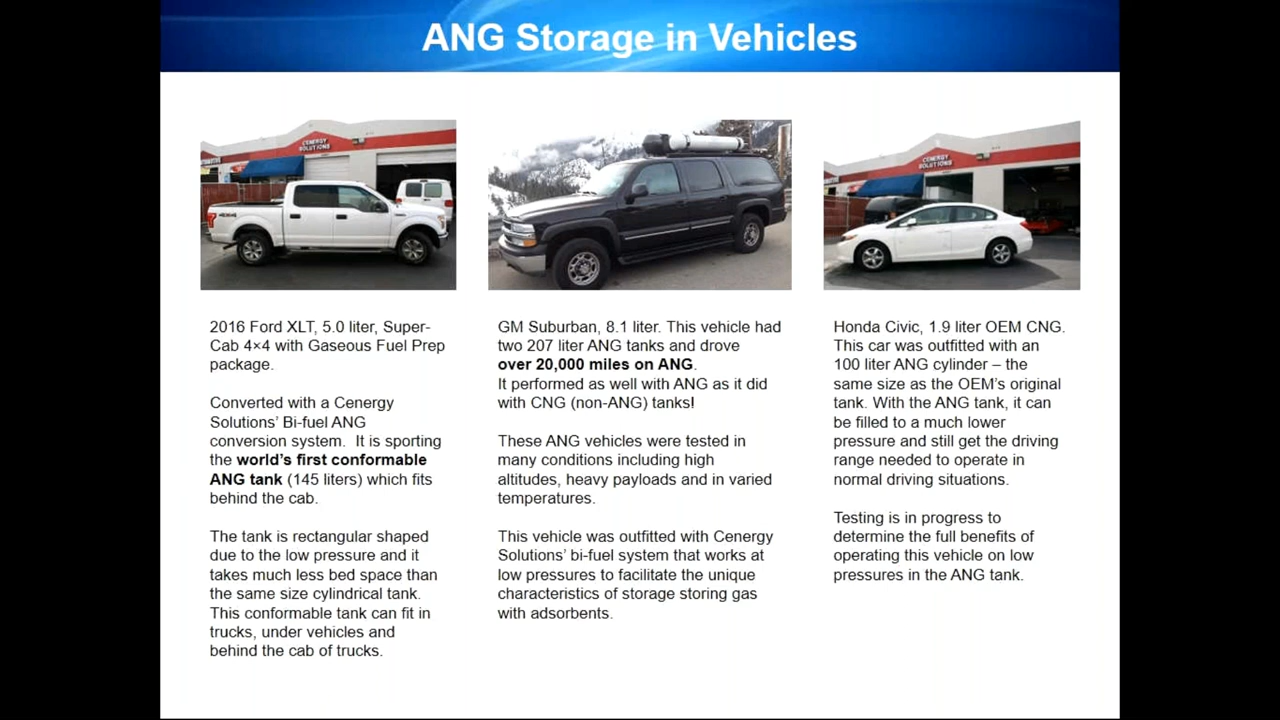 ANG Storage in Vehicles
CENERGY
SOLUTIONS
4X4
CENERGY
SOLUTIONS
2016 Ford XLT, 5.0 liter, Super-
Cab 4×4 with Gaseous Fuel Prep
package.
Converted with a Cenergy
Solutions’ Bi-fuel ANG
conversion system. It is sporting
the world’s first conformable
ANG tank (145 liters) which fits
behind the cab.
The tank is rectangular shaped
due to the low pressure and it
takes much less bed space than
the same size cylindrical tank.
This conformable tank can fit in
trucks, under vehicles and
behind the cab of trucks.
GM Suburban, 8.1 liter. This vehicle had
two 207 liter ANG tanks and drove
over 20,000 miles on ANG.
It performed as well with ANG as it did
with CNG (non-ANG) tanks!
These ANG vehicles were tested in
many conditions including high
altitudes, heavy payloads and in varied
temperatures.
This vehicle was outfitted with Cenergy
Solutions’ bi-fuel system that works at
low pressures to facilitate the unique
characteristics of storage storing gas
with adsorbents.
Honda Civic, 1.9 liter OEM CNG.
This car was outfitted with an
100 liter ANG cylinder – the
same size as the OEM’s original
tank. With the ANG tank, it can
be filled to a much lower
pressure and still get the driving
range needed to operate in
normal driving situations.
Testing is in progress to
determine the full benefits of
operating this vehicle on low
pressures in the ANG tank.